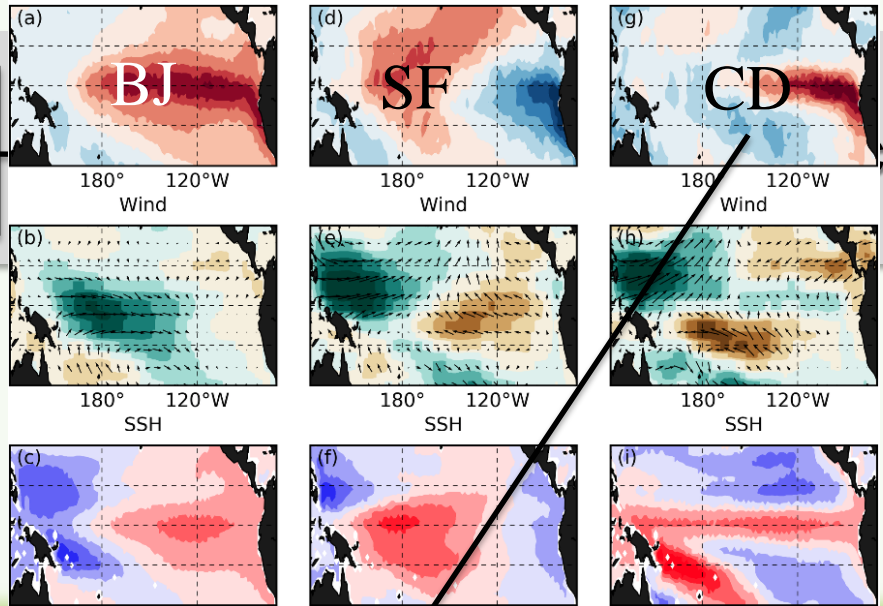 (a) (d) (g)
BJ SF CD
180° 120°W 180° 120°W 180° 120°W
Wind Wind Wind
(b) (e) (h)
180° 120°W 180° 120°W 180° 120°W
SSH SSH SSH
(c) (f) (i)